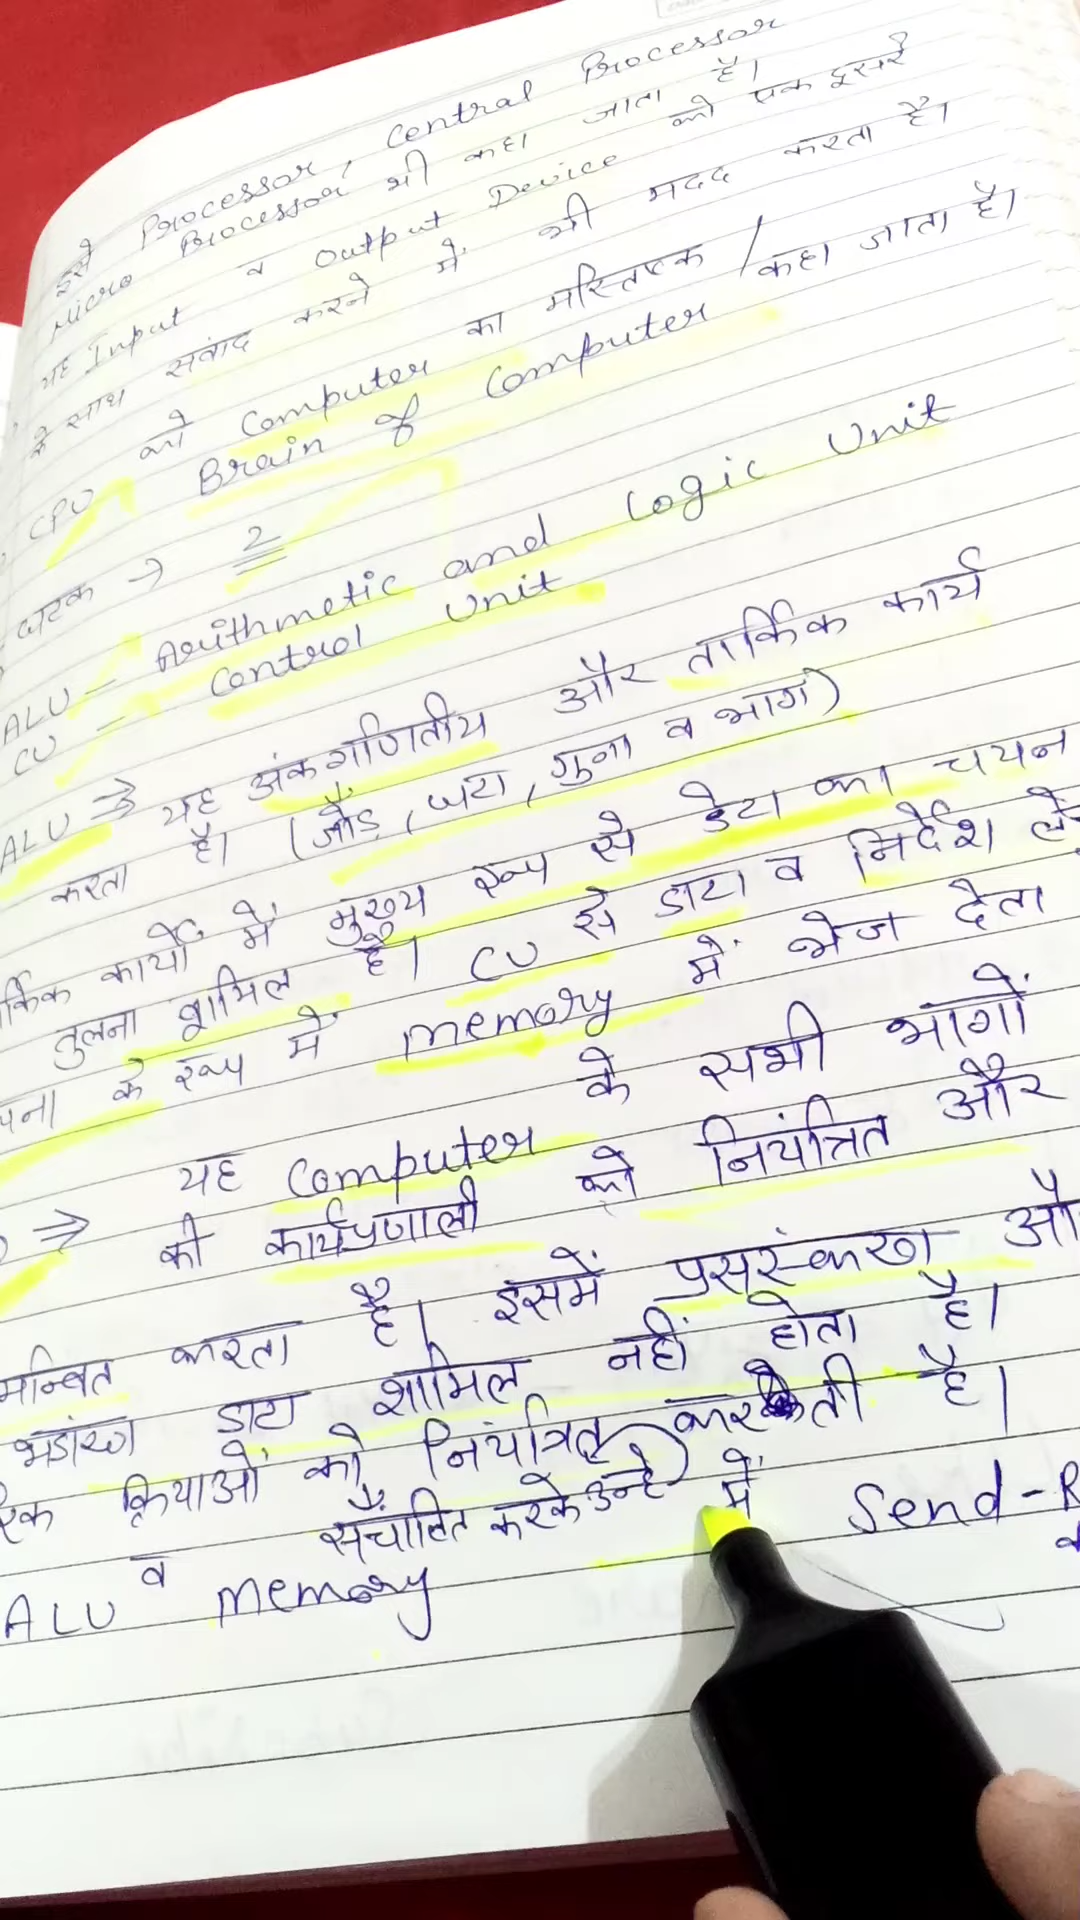 इसे Processor, Central Processor
Micro Processor भी कहा जाता है।
यह Input व output Device को एक दूसरे
के साथ संवाद करने में भी मदद करता है।
CPU को Computer का मस्तिष्क /
Brain of Computer कहा जाता है।
घटक → 2
ALU – Arithmetic and Logic Unit
CU – Control Unit
ALU ⇒ यह अंकगणितीय और तार्किक कार्य
करता है। (जोड़, घटा, गुना व भाग)
र्किक कार्यों में मुख्य रूप से डेटा का चयन
तुलना शामिल है। CU से डाटा व निर्देश ले
के रूप में memory में भेज देता
⇒ यह Computer के सभी भागों
की कार्यप्रणाली को नियंत्रित और
मन्वित करता है। इसमें प्रसंस्करण औ
भडांरण डाटा शामिल नहीं होता है।
रिक क्रियाओं को नियंत्रित करती है।
संचालित करके उन्हे में
ALU व memory Send-R